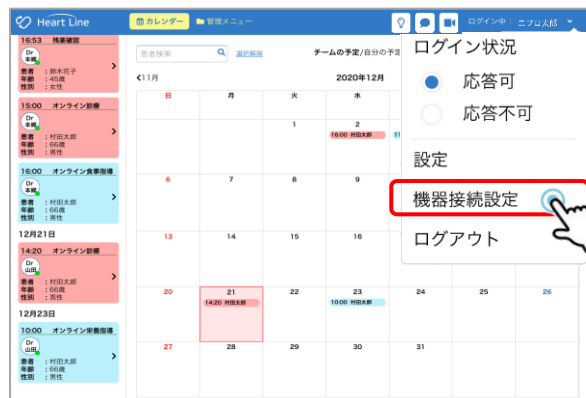 Heart Line
カレンダー
管理メニュー
ログイン中： ニプロ太郎
16:53 残薬確認
Dr
本郷
患者 ：鈴木花子
年齢 ：45歳
性別 ：女性
15:00 オンライン診療
Dr
本郷
患者 ：村田太郎
年齢 ：66歳
性別 ：男性
16:00 オンライン食事指導
Dr
本郷
患者 ：村田太郎
年齢 ：66歳
性別 ：男性
12月21日
14:20 オンライン診療
Dr
山田
患者 ：村田太郎
年齢 ：66歳
性別 ：男性
12月23日
10:00 オンライン栄養指導
Dr
山田
患者 ：村田太郎
年齢 ：66歳
性別 ：男性
患者検索
選択解除
チームの予定/自分の予定
11月
2020年12月
日 月 火 水
1 2
16:00 村田太郎
6 7 8 9
13 14 15 16
20 21 22 23 24 25 26
14:20 村田太郎
10:00 村田太郎
27 28 29 30 31
ログイン状況
応答可
応答不可
設定
機器接続設定
ログアウト